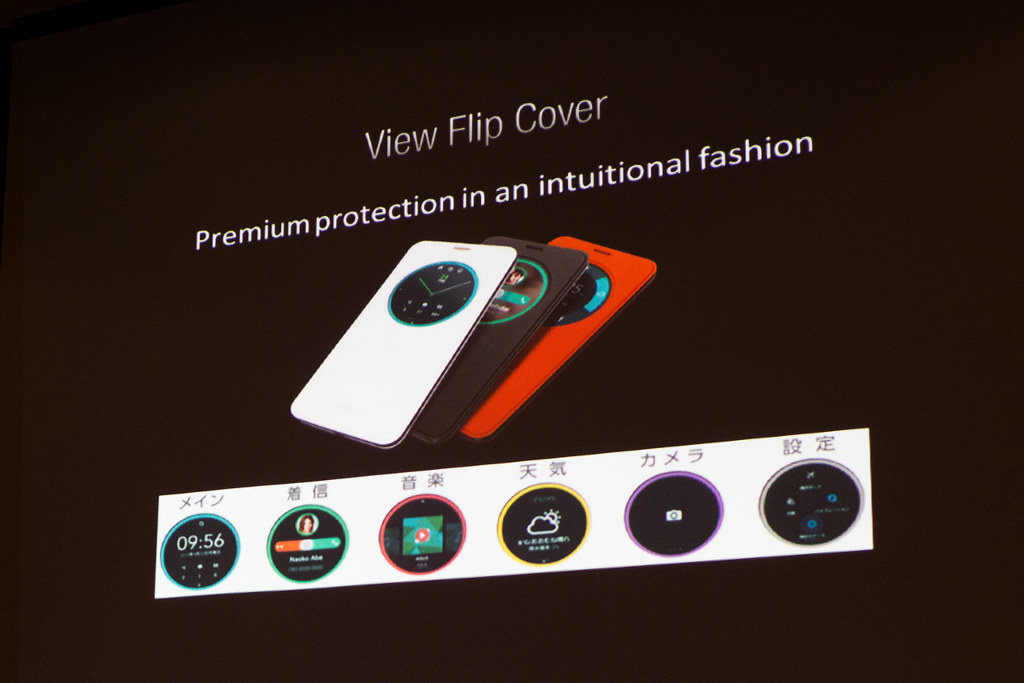 View Flip Cover
Premium protection in an intuitional fashion
メイン 着信 音楽 天気 カメラ 設定
09:56
Naoko Abe